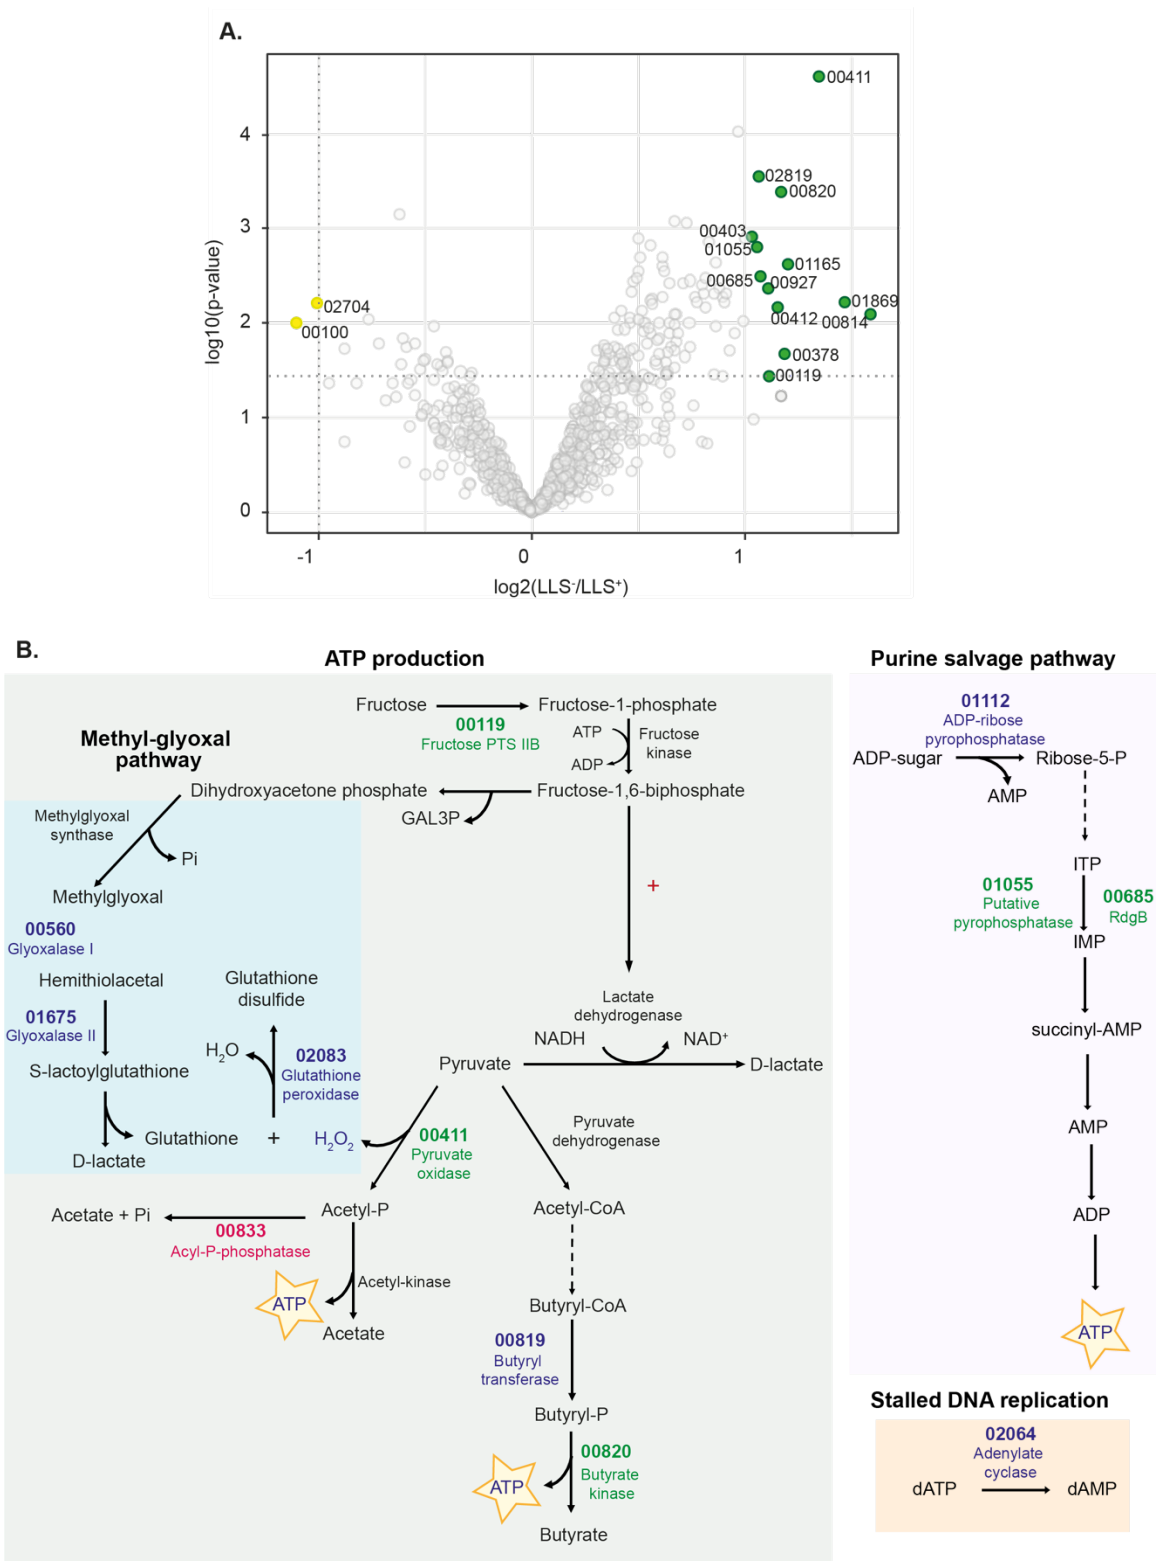 A.
00411
4
02819
00820
3
00403
01055
01165
00685
00927
02704
01869
2
00412
00814
00100
00378
00119
1
0
-1
0
1
log10(p-value)
log2(LLS-/LLS+)
B.
ATP production
Fructose
Fructose-1-phosphate
00119
Fructose PTS IIB
ATP
ADP
Fructose
kinase
Methyl-glyoxal
pathway
Dihydroxyacetone phosphate
Fructose-1,6-biphosphate
GAL3P
Methylglyoxal
synthase
Pi
Methylglyoxal
+
00560
Glyoxalase I
Hemithiolacetal
Glutathione
disulfide
01675
Glyoxalase II
H2O
02083
Glutathione
peroxidase
S-lactoylglutathione
Glutathione
+
H2O2
D-lactate
Lactate
dehydrogenase
NADH
NAD+
Pyruvate
D-lactate
00411
Pyruvate
oxidase
Pyruvate
dehydrogenase
Acetate + Pi
Acetyl-P
Acetyl-CoA
00833
Acyl-P-phosphatase
Acetyl-kinase
ATP
Acetate
Butyryl-CoA
00819
Butyryl
transferase
Butyryl-P
00820
Butyrate
kinase
ATP
Butyrate
Purine salvage pathway
01112
ADP-ribose
pyrophosphatase
ADP-sugar
Ribose-5-P
AMP
ITP
01055
Putative
pyrophosphatase
00685
RdgB
IMP
succinyl-AMP
AMP
ADP
ATP
Stalled DNA replication
02064
Adenylate
cyclase
dATP
dAMP